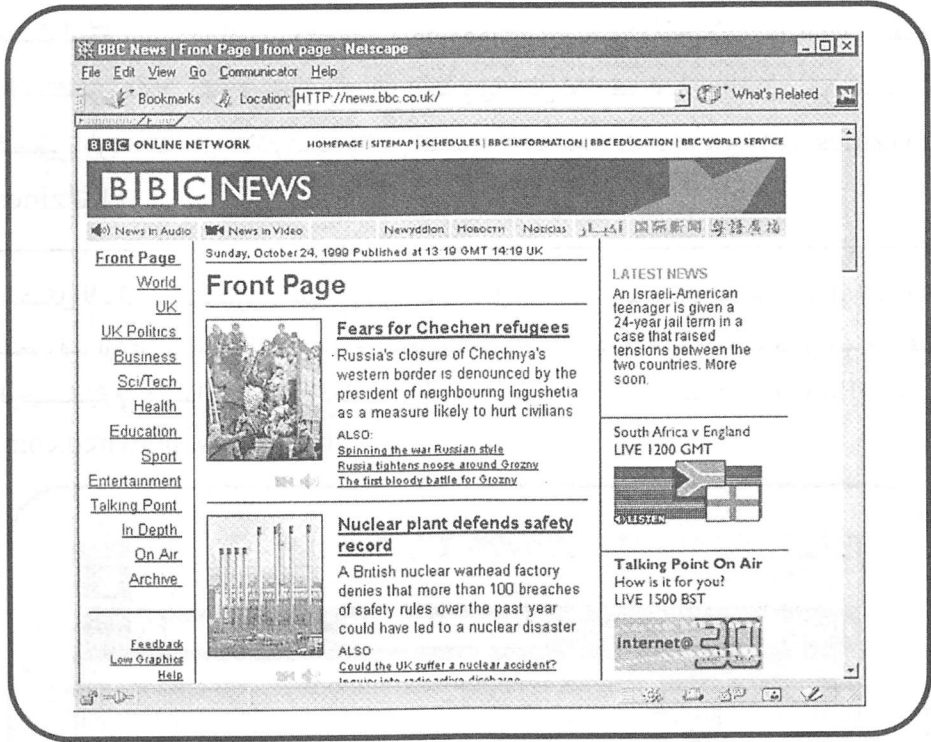 BBC News | Front Page | front page - Netscape
File Edit View Go Communicator Help
Bookmarks Location: HTTP://news.bbc.co.uk/ What's Related N
BBC ONLINE NETWORK HOMEPAGE | SITEMAP | SCHEDULES | BBC INFORMATION | BBC EDUCATION | BBC WORLD SERVICE
BBC NEWS
News in Audio News in Video Newyddion Новости Noticias 国际新闻
Front Page
World
UK
UK Politics
Business
Sci/Tech
Health
Education
Sport
Entertainment
Talking Point
In Depth
On Air
Archive
Feedback
Low Graphics
Help
Sunday, October 24, 1999 Published at 13:19 GMT 14:19 UK
Front Page
Fears for Chechen refugees
Russia's closure of Chechnya's
western border is denounced by the
president of neighbouring Ingushetia
as a measure likely to hurt civilians
ALSO:
Spinning the war Russian style
Russia tightens noose around Grozny
The first bloody battle for Grozny
Nuclear plant defends safety
record
A British nuclear warhead factory
denies that more than 100 breaches
of safety rules over the past year
could have led to a nuclear disaster
ALSO
Could the UK suffer a nuclear accident?
Inquiry into radioactive discharge
LATEST NEWS
An Israeli-American
teenager is given a
24-year jail term in a
case that raised
tensions between the
two countries. More
soon.
South Africa v England
LIVE 1200 GMT
LISTEN
Talking Point On Air
How is it for you?
LIVE 1500 BST
internet@30